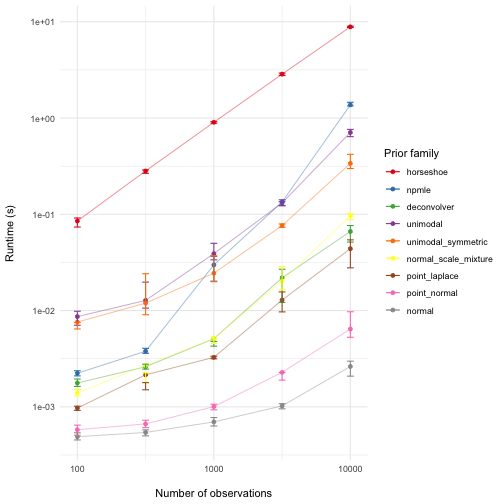 1e+01
1e+00
1e-01
1e-02
1e-03
Runtime (s)
100
1000
10000
Number of observations
Prior family
horseshoe
npmle
deconvolver
unimodal
unimodal_symmetric
normal_scale_mixture
point_laplace
point_normal
normal